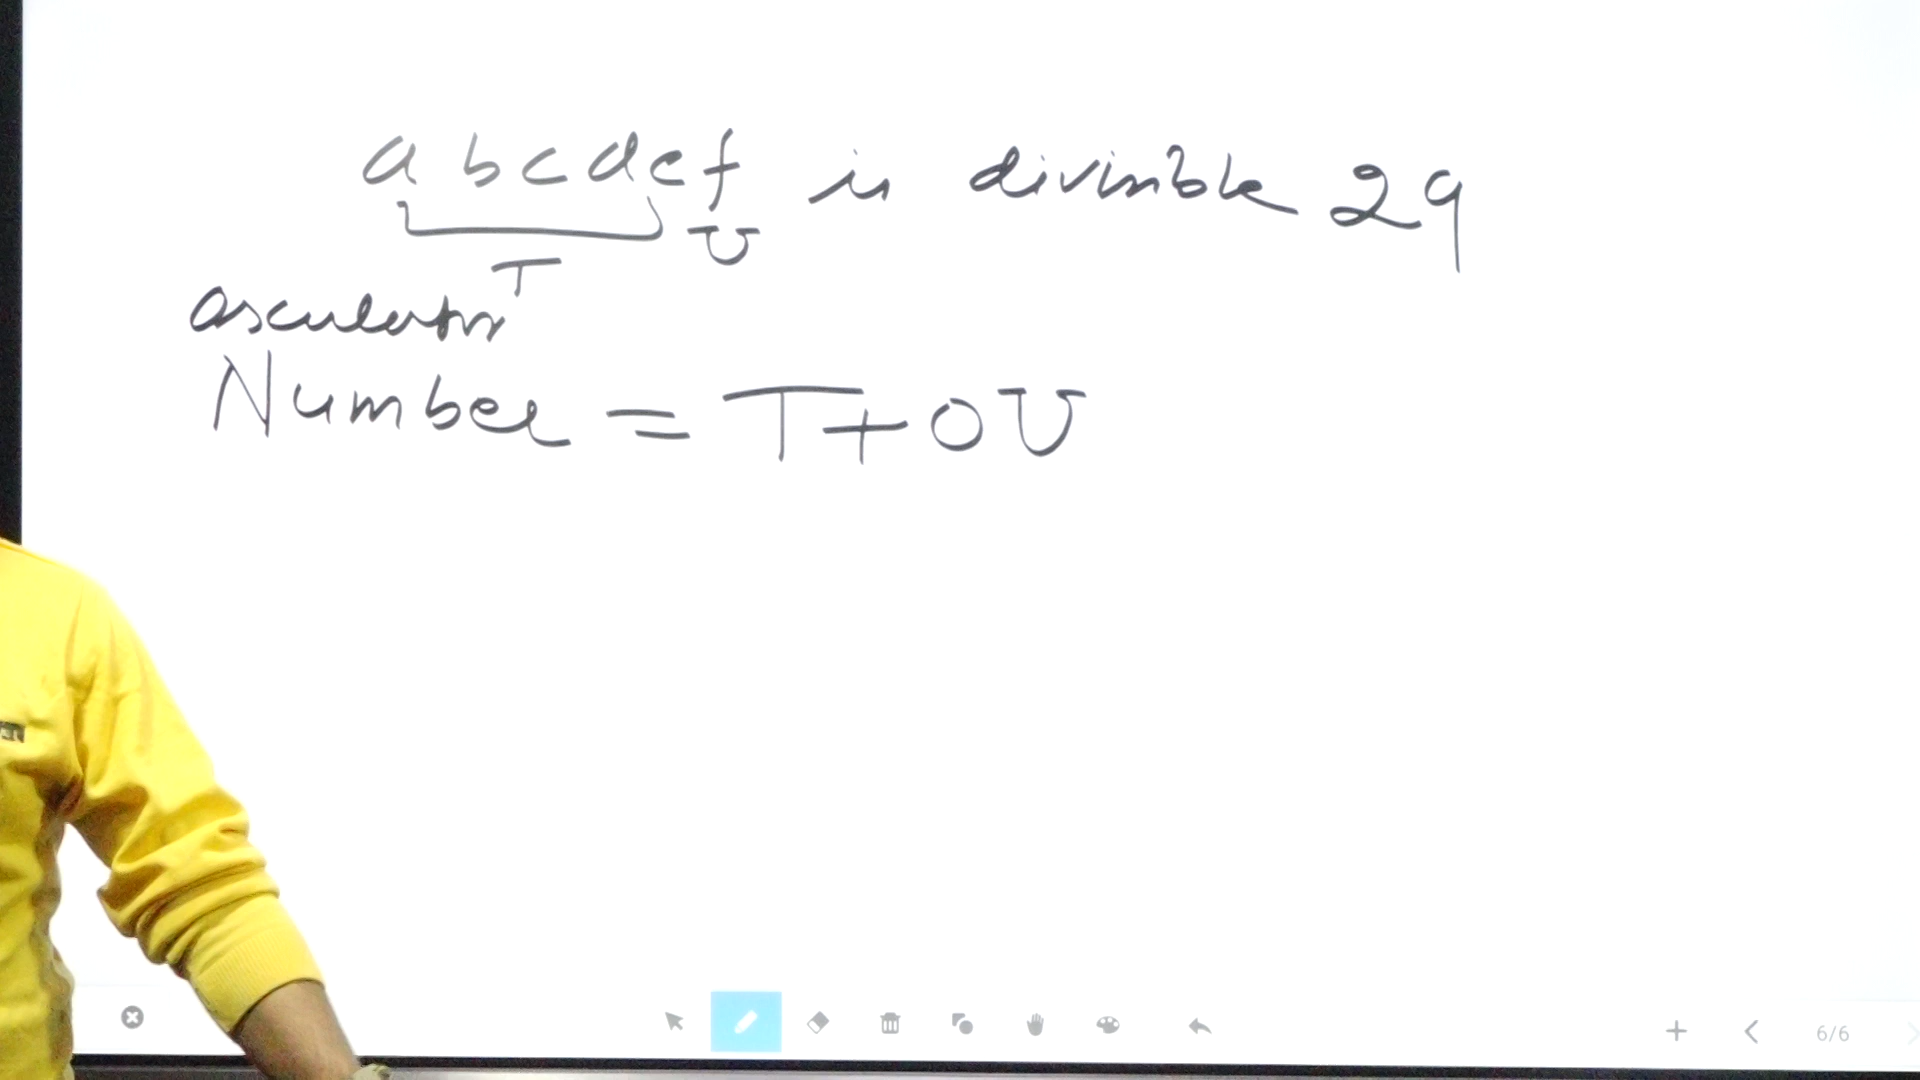 abcdef is divisible 29
U
T
osculator
Number = T+OU
6/6